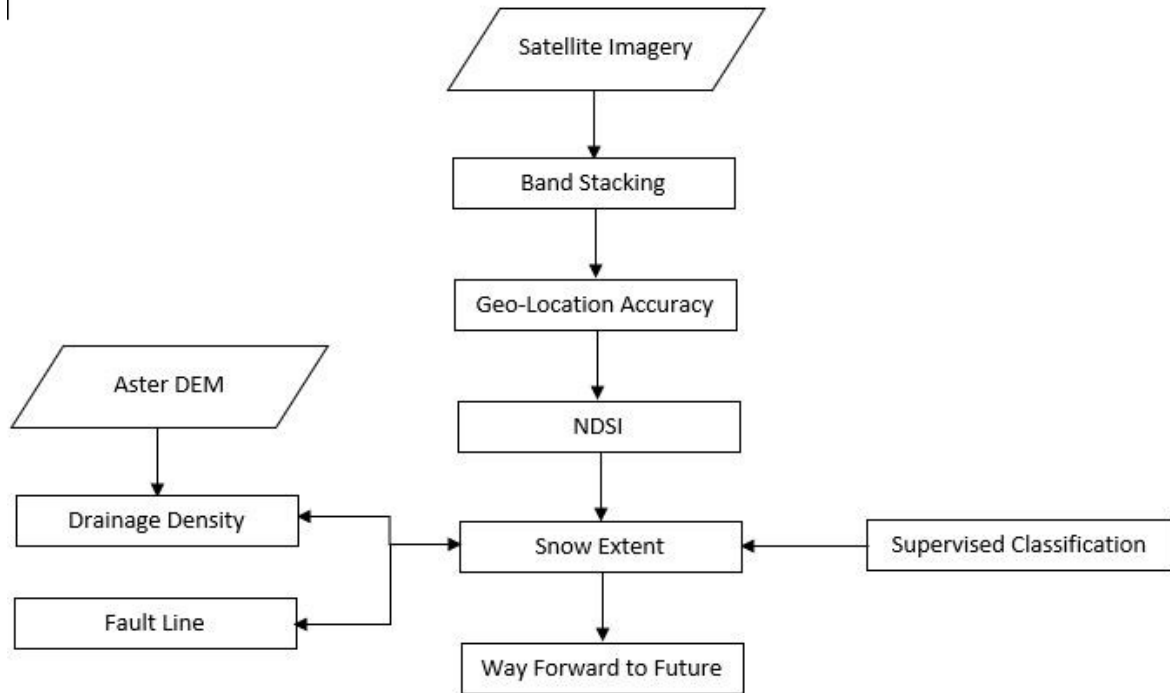 Satellite Imagery
Band Stacking
Geo-Location Accuracy
Aster DEM
NDSI
Drainage Density
Snow Extent
Supervised Classification
Fault Line
Way Forward to Future